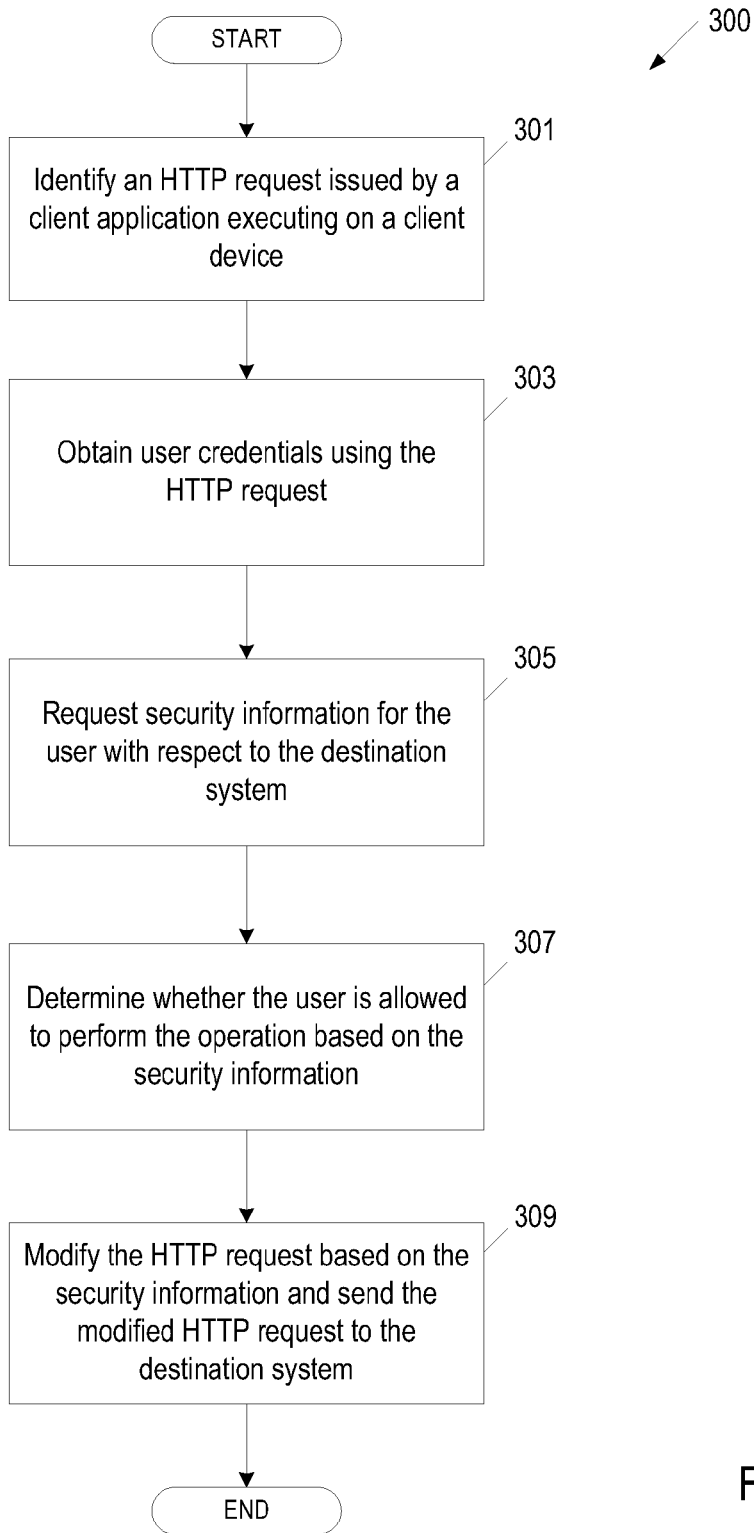 START
300
301
Identify an HTTP request issued by a
client application executing on a client
device
303
Obtain user credentials using the
HTTP request
305
Request security information for the
user with respect to the destination
system
307
Determine whether the user is allowed
to perform the operation based on the
security information
309
Modify the HTTP request based on the
security information and send the
modified HTTP request to the
destination system
END
F